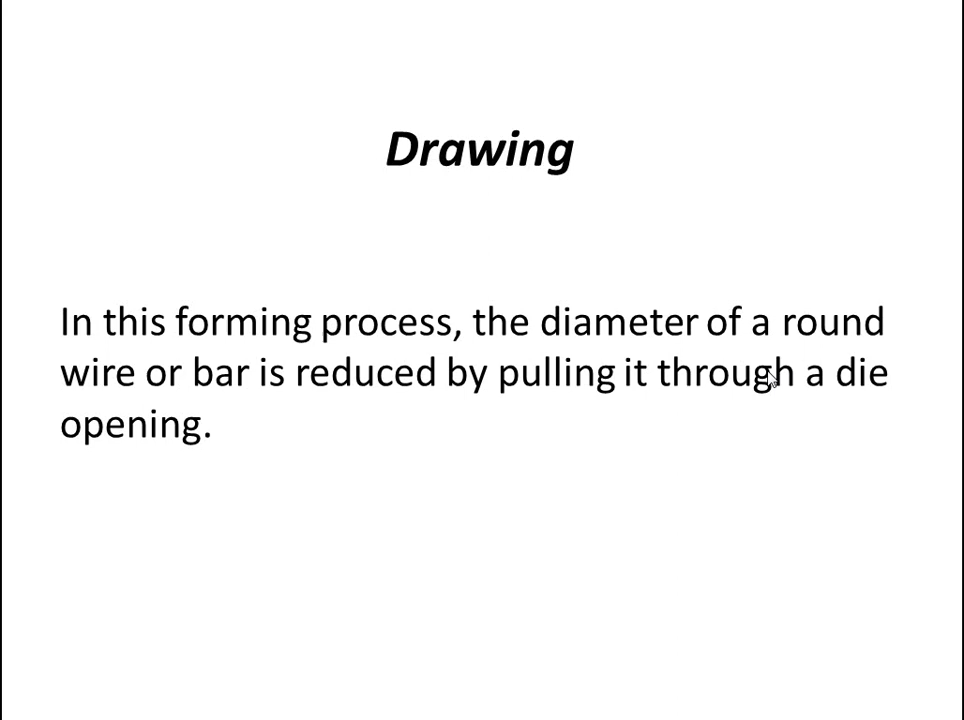 Drawing
In this forming process, the diameter of a round
wire or bar is reduced by pulling it through a die
opening.